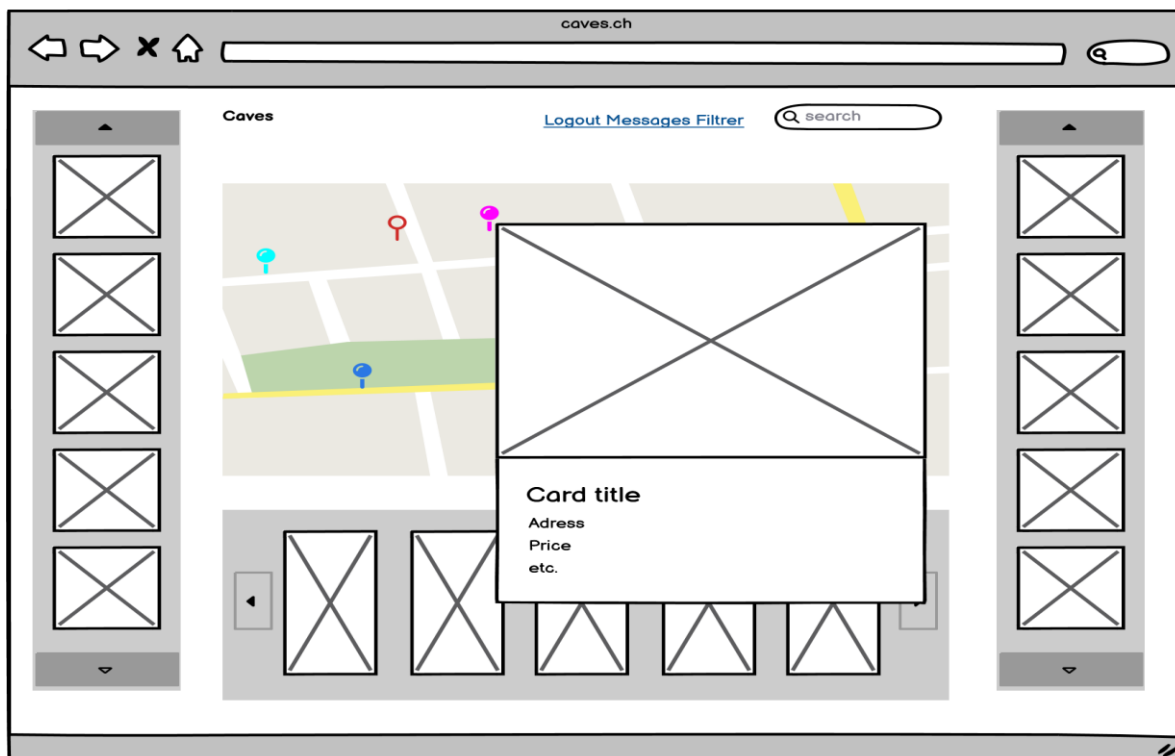 caves.ch
Caves
Logout Messages Filtrer
search
Card title
Adress
Price
etc.